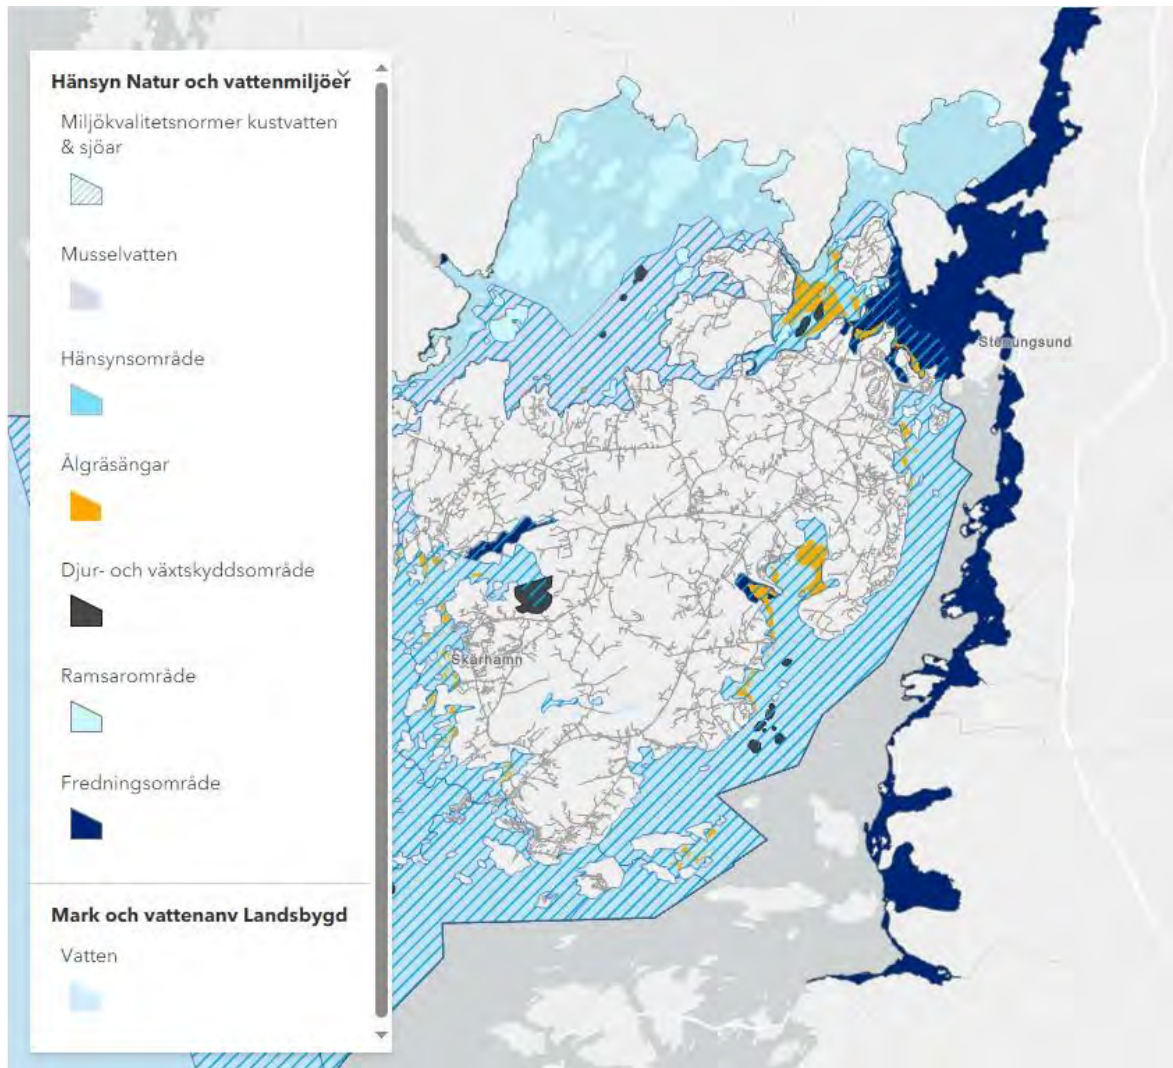 Hänsyn Natur och vattenmiljöer
Miljökvalitetsnormer kustvatten
& sjöar
Musselvatten
Hänsynsområde
Ålgräsängar
Djur- och växtskyddsområde
Ramsarområde
Fredningsområde
Mark och vattenanv Landsbygd
Vatten
Stenungsund
Skärhamn